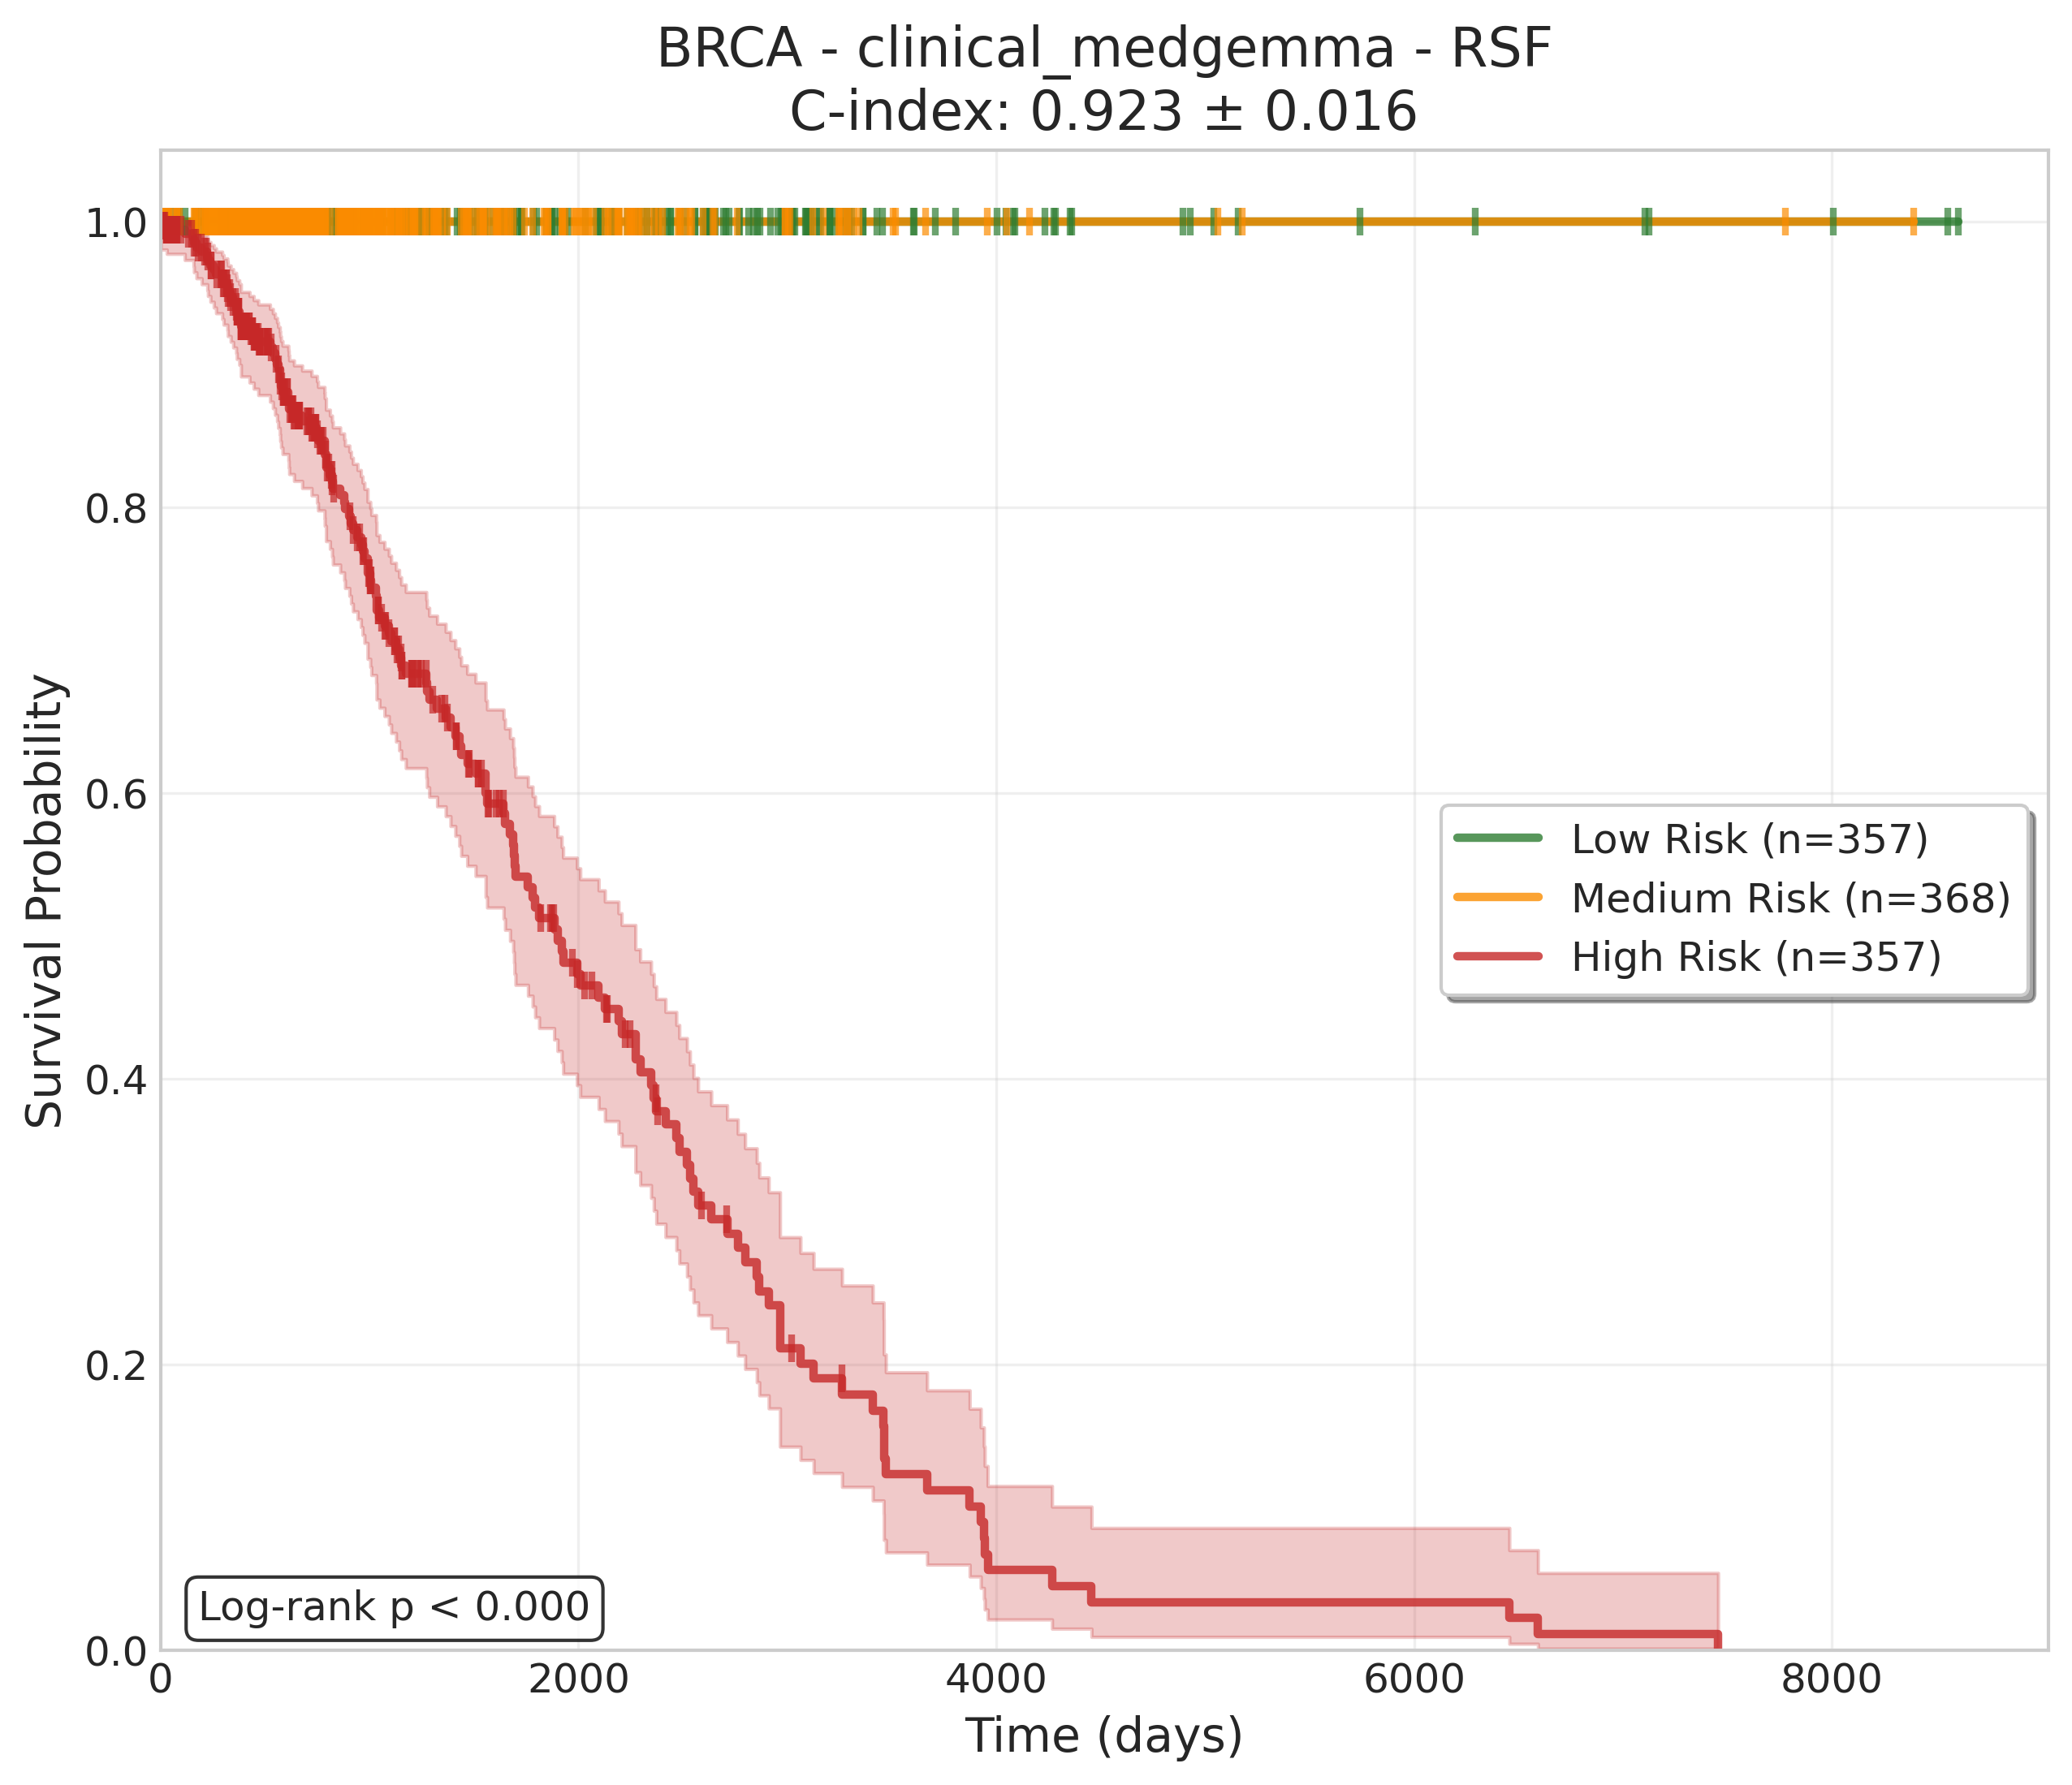 BRCA - clinical_medgemma - RSF
C-index: 0.923 ± 0.016
Survival Probability
1.0
0.8
0.6
0.4
0.2
0.0
Low Risk (n=357)
Medium Risk (n=368)
High Risk (n=357)
Log-rank p < 0.000
0
2000
4000
6000
8000
Time (days)